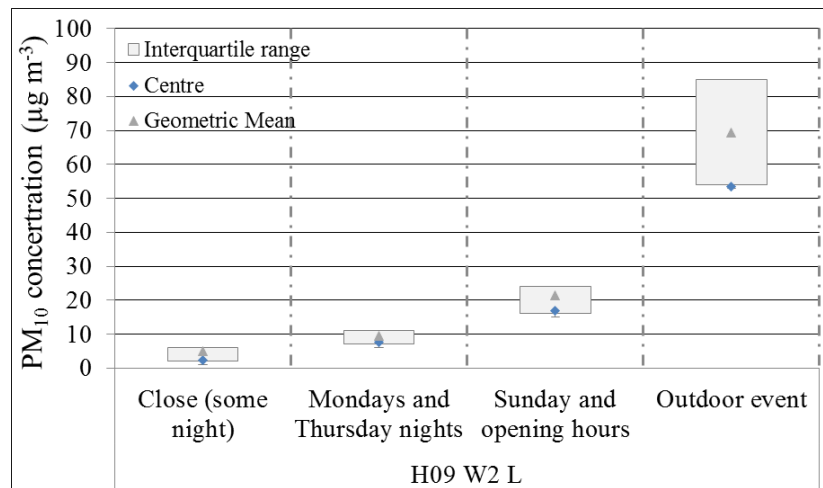 PM10 concertration (µg m-3)
100
90
80
70
60
50
40
30
20
10
0
Interquartile range
Centre
Geometric Mean
Close (some
night)
Mondays and
Thursday nights
Sunday and
opening hours
Outdoor event
H09 W2 L